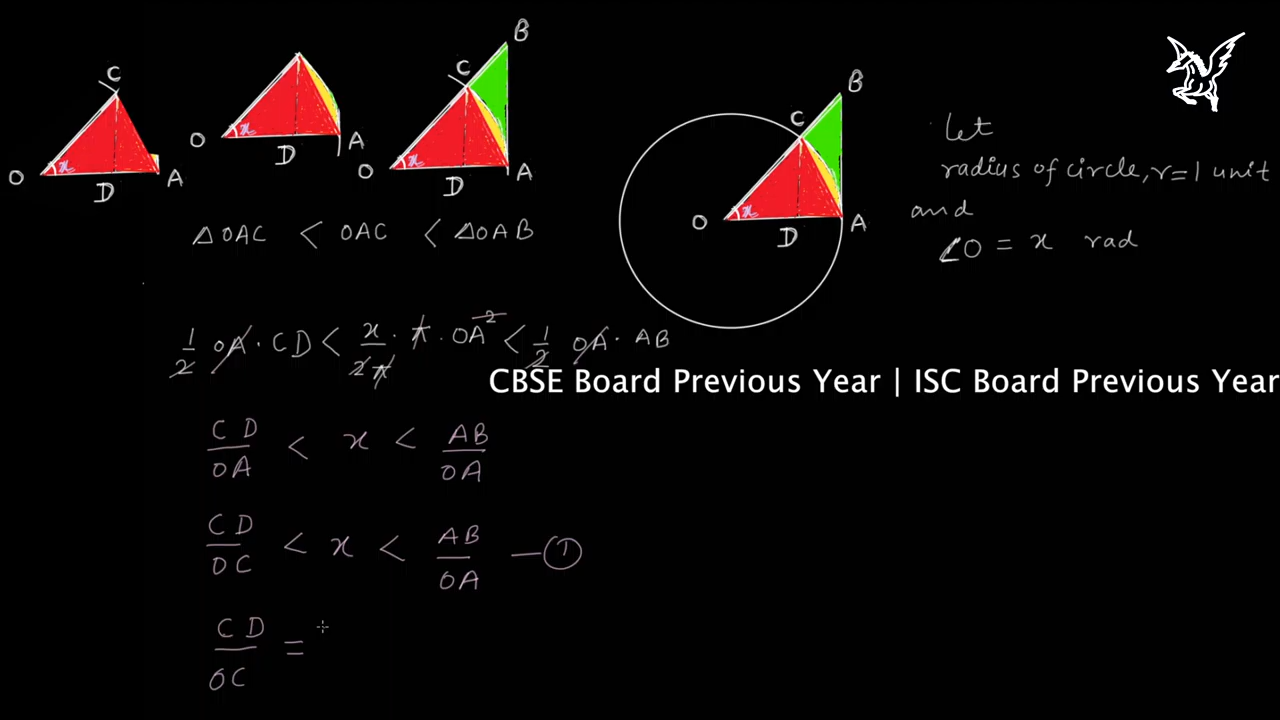 C
O x D A
O x D A
B
C
O x D A
△OAC < OAC < △OAB
B
C
O x D A
Let
radius of circle, r = 1 unit
and
∠O = x rad
1/2 OA · CD < x/2π · π · OA² < 1/2 OA · AB
CBSE Board Previous Year | ISC Board Previous Year
CD/OA < x < AB/OA
CD/OC < x < AB/OA — ①
CD/OC =